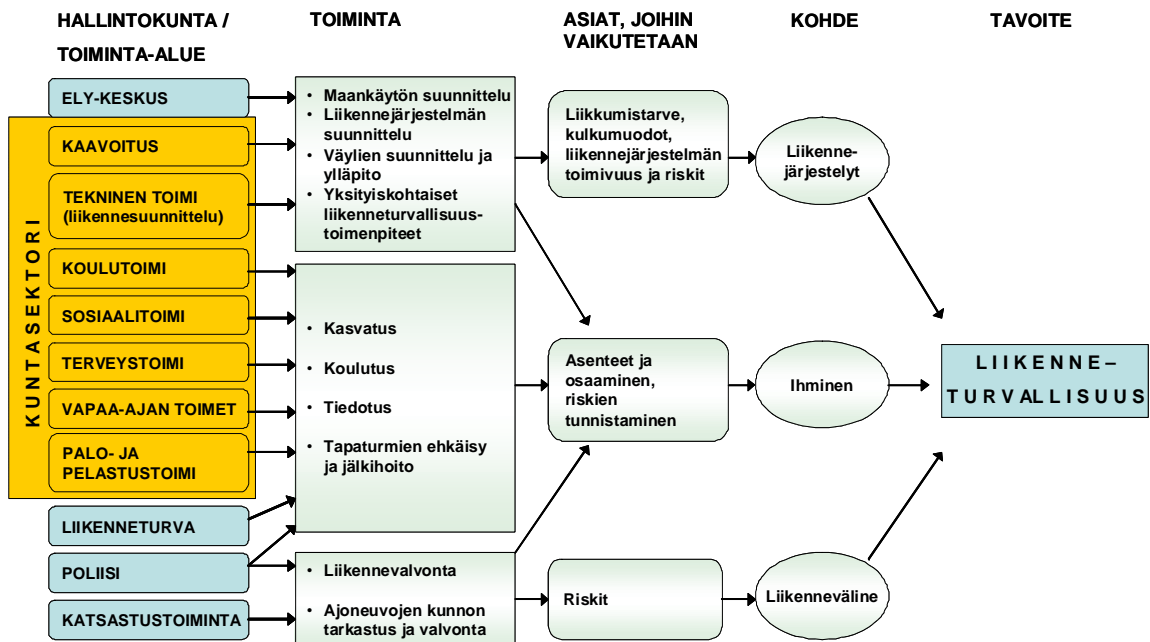 HALLINTOKUNTA /
TOIMINTA-ALUE
TOIMINTA
ASIAT, JOIHIN
VAIKUTETAAN
KOHDE
TAVOITE
KUNTASEKTORI
ELY-KESKUS
KAAVOITUS
TEKNINEN TOIMI
(liikennesuunnittelu)
KOULUTOIMI
SOSIAALITOIMI
TERVEYSTOIMI
VAPAA-AJAN TOIMET
PALO- JA
PELASTUSTOIMI
LIIKENNETURVA
POLIISI
KATSASTUSTOIMINTA
• Maankäytön suunnittelu
• Liikennejärjestelmän
suunnittelu
• Väylien suunnittelu ja
ylläpito
• Yksityiskohtaiset
liikenneturvallisuus-
toimenpiteet
• Kasvatus
• Koulutus
• Tiedotus
• Tapaturmien ehkäisy
ja jälkihoito
• Liikennevalvonta
• Ajoneuvojen kunnon
tarkastus ja valvonta
Liikkumistarve,
kulkumuodot,
liikennejärjestelmän
toimivuus ja riskit
Asenteet ja
osaaminen,
riskien
tunnistaminen
Riskit
Liikenne-
järjestelyt
Ihminen
Liikenneväline
LIIKENNE–
TURVALLISUUS